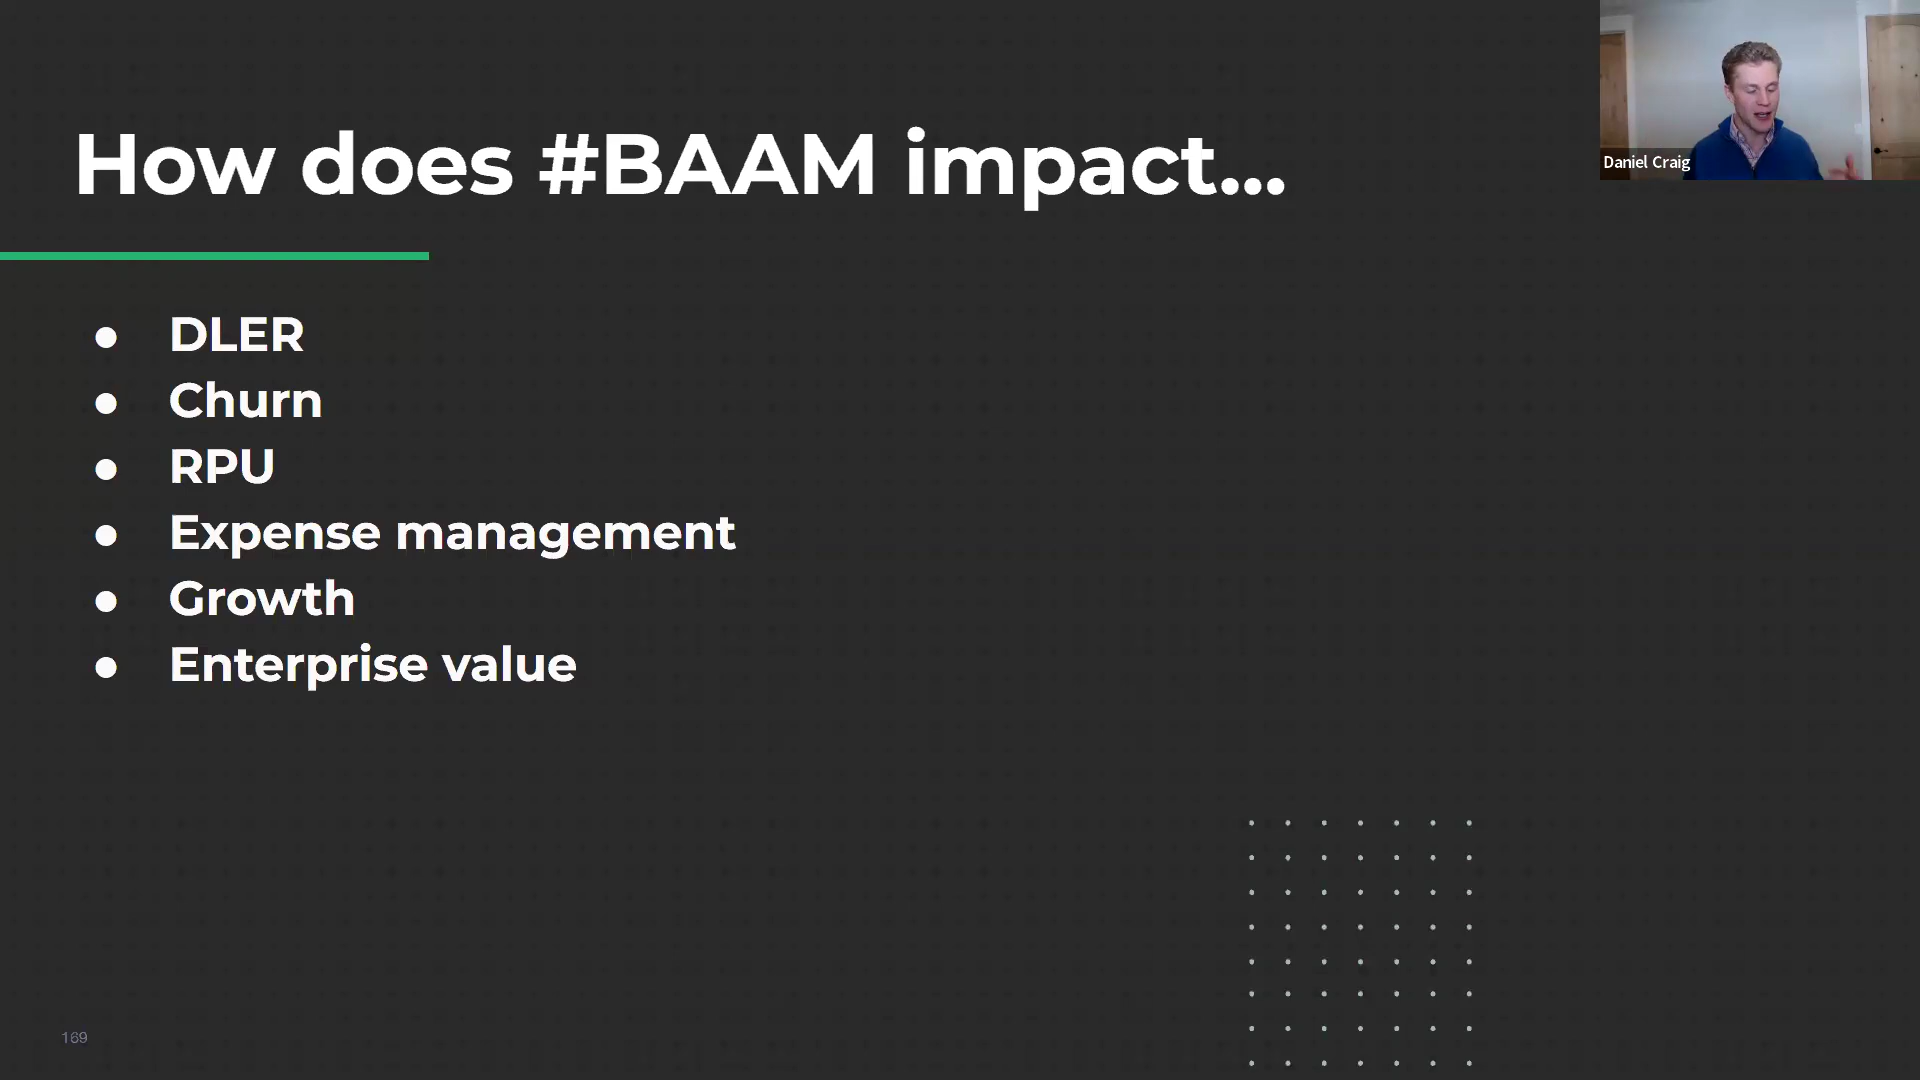 How does #BAAM impact...
Daniel Craig
● DLER
● Churn
● RPU
● Expense management
● Growth
● Enterprise value
169